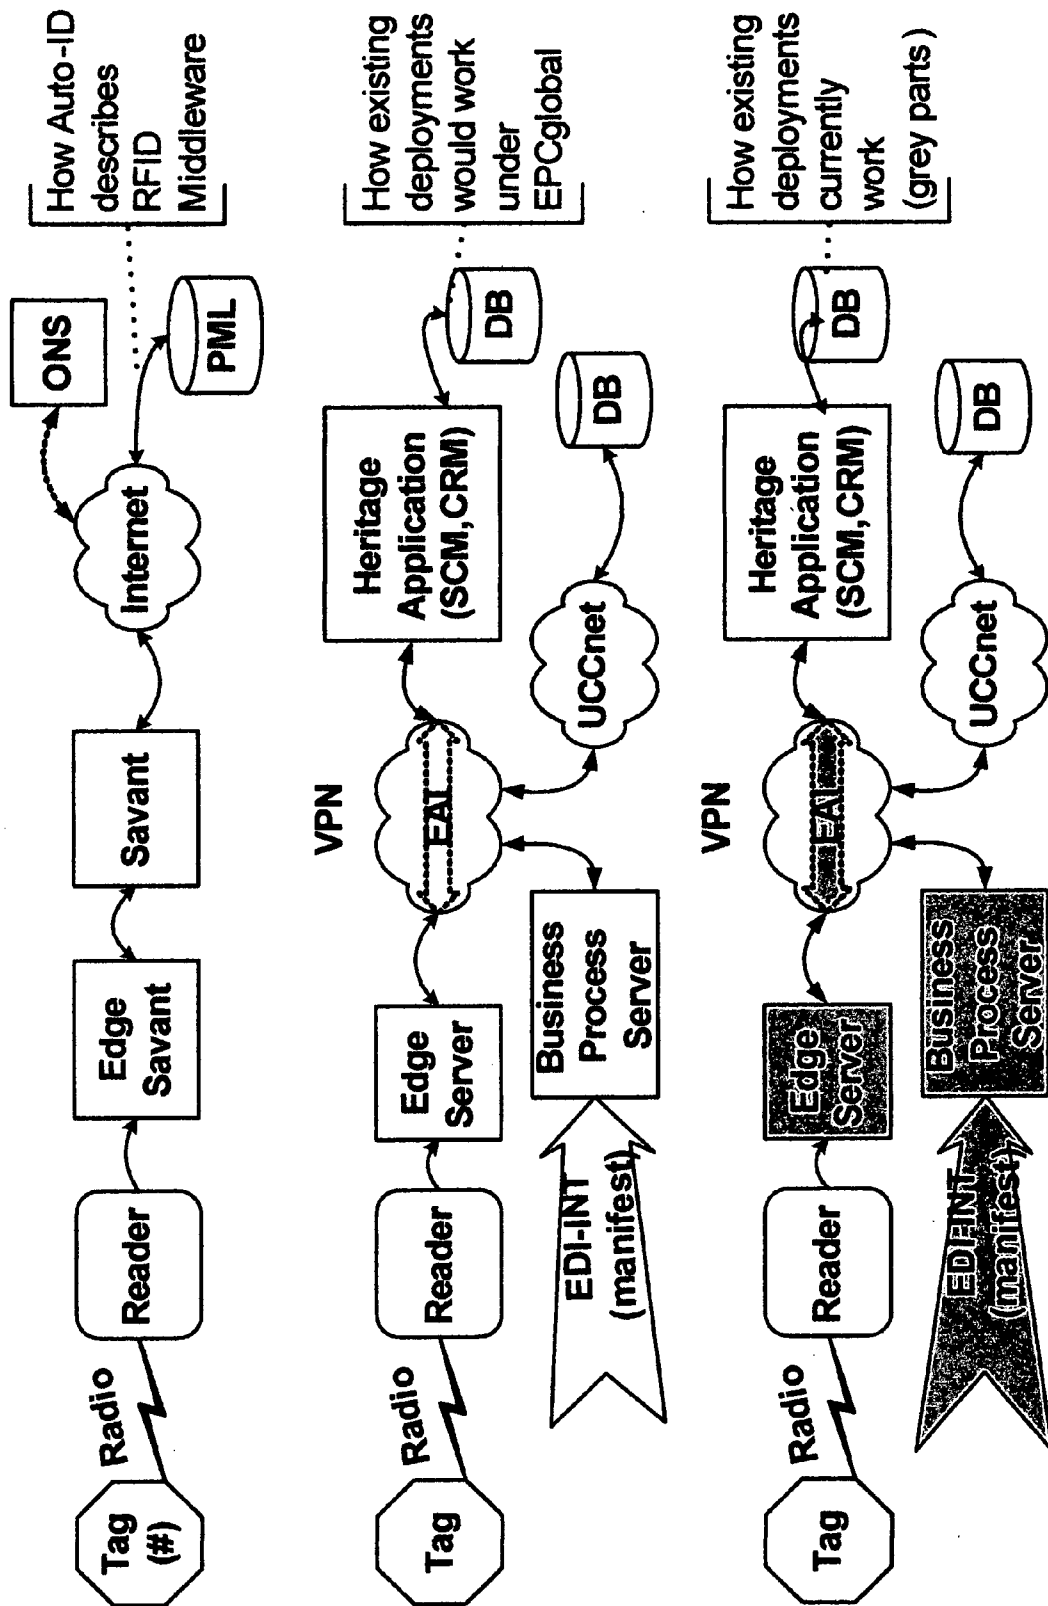 Tag
(#)
Radio
Reader
Edge
Savant
Savant
Internet
ONS
PML
How Auto-ID
describes
RFID
Middleware
Tag
Radio
Reader
Edge
Server
VPN
EAI
Heritage
Application
(SCM,CRM)
DB
EDI-INT
(manifest)
Business
Process
Server
UCCnet
DB
How existing
deployments
would work
under
EPCglobal
Tag
Radio
Reader
Edge
Server
VPN
EAI
Heritage
Application
(SCM,CRM)
DB
EDI-INT
(manifest)
Business
Process
Server
UCCnet
DB
How existing
deployments
currently
work
(grey parts)